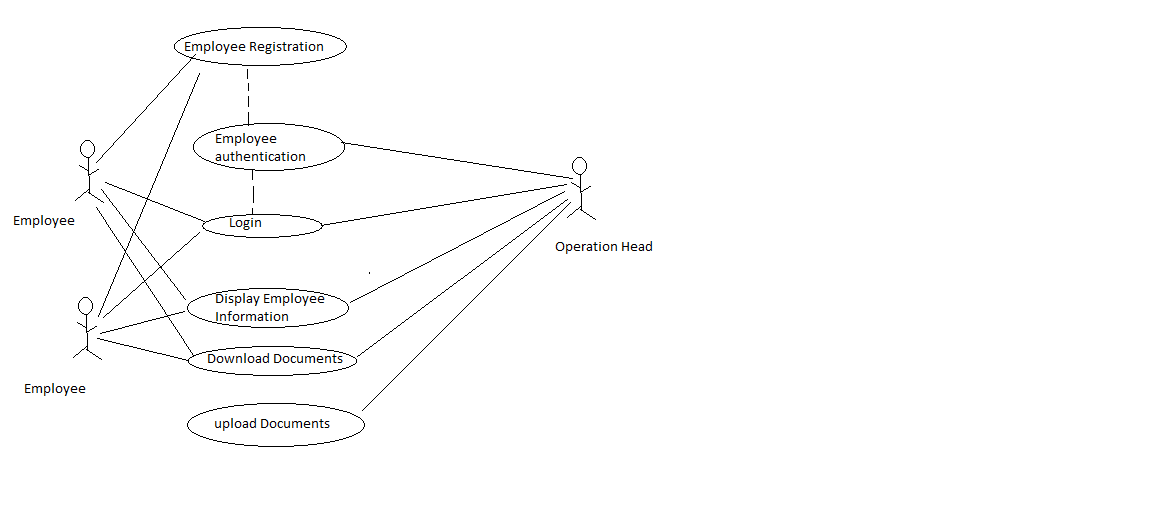 Employee Registration
Employee
authentication
Employee
Login
Operation Head
Display Employee
Information
Download Documents
Employee
upload Documents